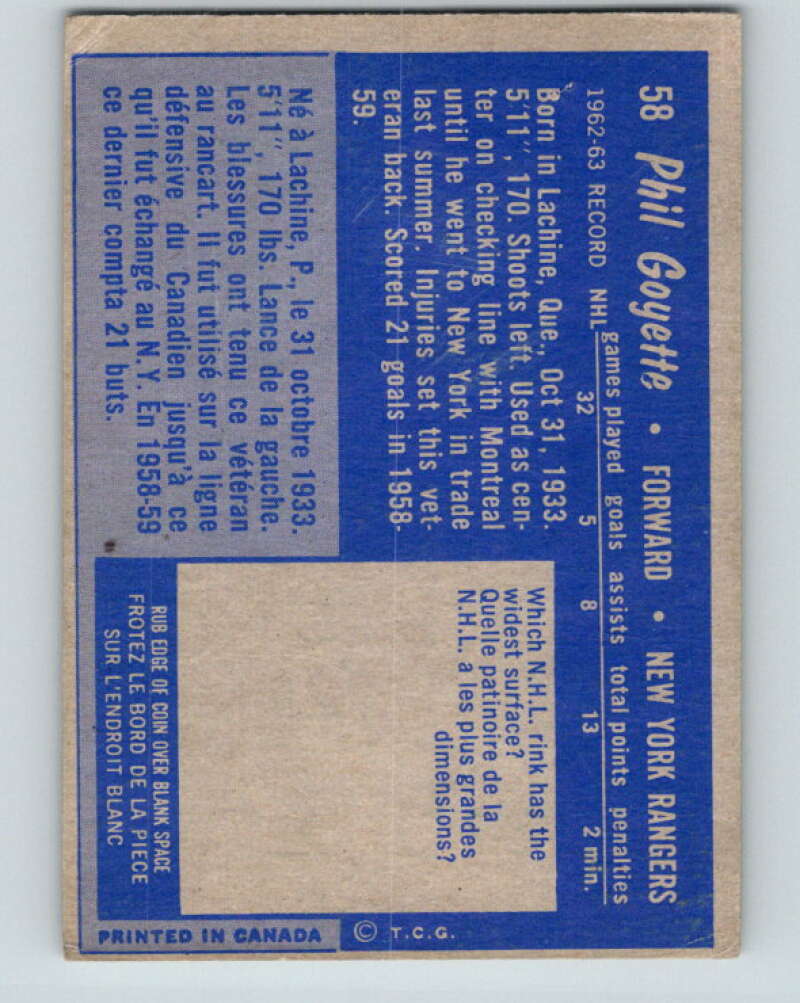 58 Phil Goyette • FORWARD • NEW YORK RANGERS
games played goals assists total points penalties
1962-63 RECORD NHL 32 5 8 13 2 min.
Born in Lachine, Que., Oct 31, 1933.
5'11", 170. Shoots left. Used as cen-
ter on checking line with Montreal
until he went to New York in trade
last summer. Injuries set this vet-
eran back. Scored 21 goals in 1958-
59.
Né à Lachine, P., le 31 octobre 1933.
5'11", 170 lbs. Lance de la gauche.
Les blessures ont tenu ce vétéran
au rancart. Il fut utilisé sur la ligne
défensive du Canadien jusqu'à ce
qu'il fut échangé au N.Y. En 1958-59
ce dernier compta 21 buts.
Which N.H.L. rink has the
widest surface?
Quelle patinoire de la
N.H.L. a les plus grandes
dimensions?
RUB EDGE OF COIN OVER BLANK SPACE
FROTEZ LE BORD DE LA PIECE
SUR L'ENDROIT BLANC
© T.C.G.
PRINTED IN CANADA